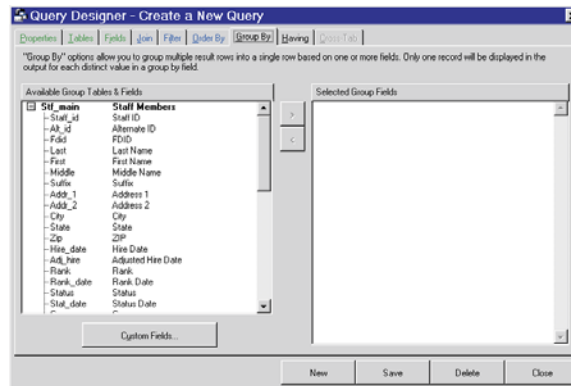 Query Designer - Create a New Query
Properties Tables Fields Join Filter Order By Group By Having Cross-Tab
"Group By" options allow you to group multiple result rows into a single row based on one or more fields. Only one record will be displayed in the
output for each distinct value in a group by field.
Available Group Tables & Fields
Selected Group Fields
Stf_main Staff Members
Staff_id Staff ID
Alt_id Alternate ID
Fdid FDID
Last Last Name
First First Name
Middle Middle Name
Suffix Suffix
Addr_1 Address 1
Addr_2 Address 2
City City
State State
Zip ZIP
Hire_date Hire Date
Adj_hire Adjusted Hire Date
Rank Rank
Rank_date Rank Date
Status Status
Stat_date Status Date
>
<
Custom Fields...
New Save Delete Close